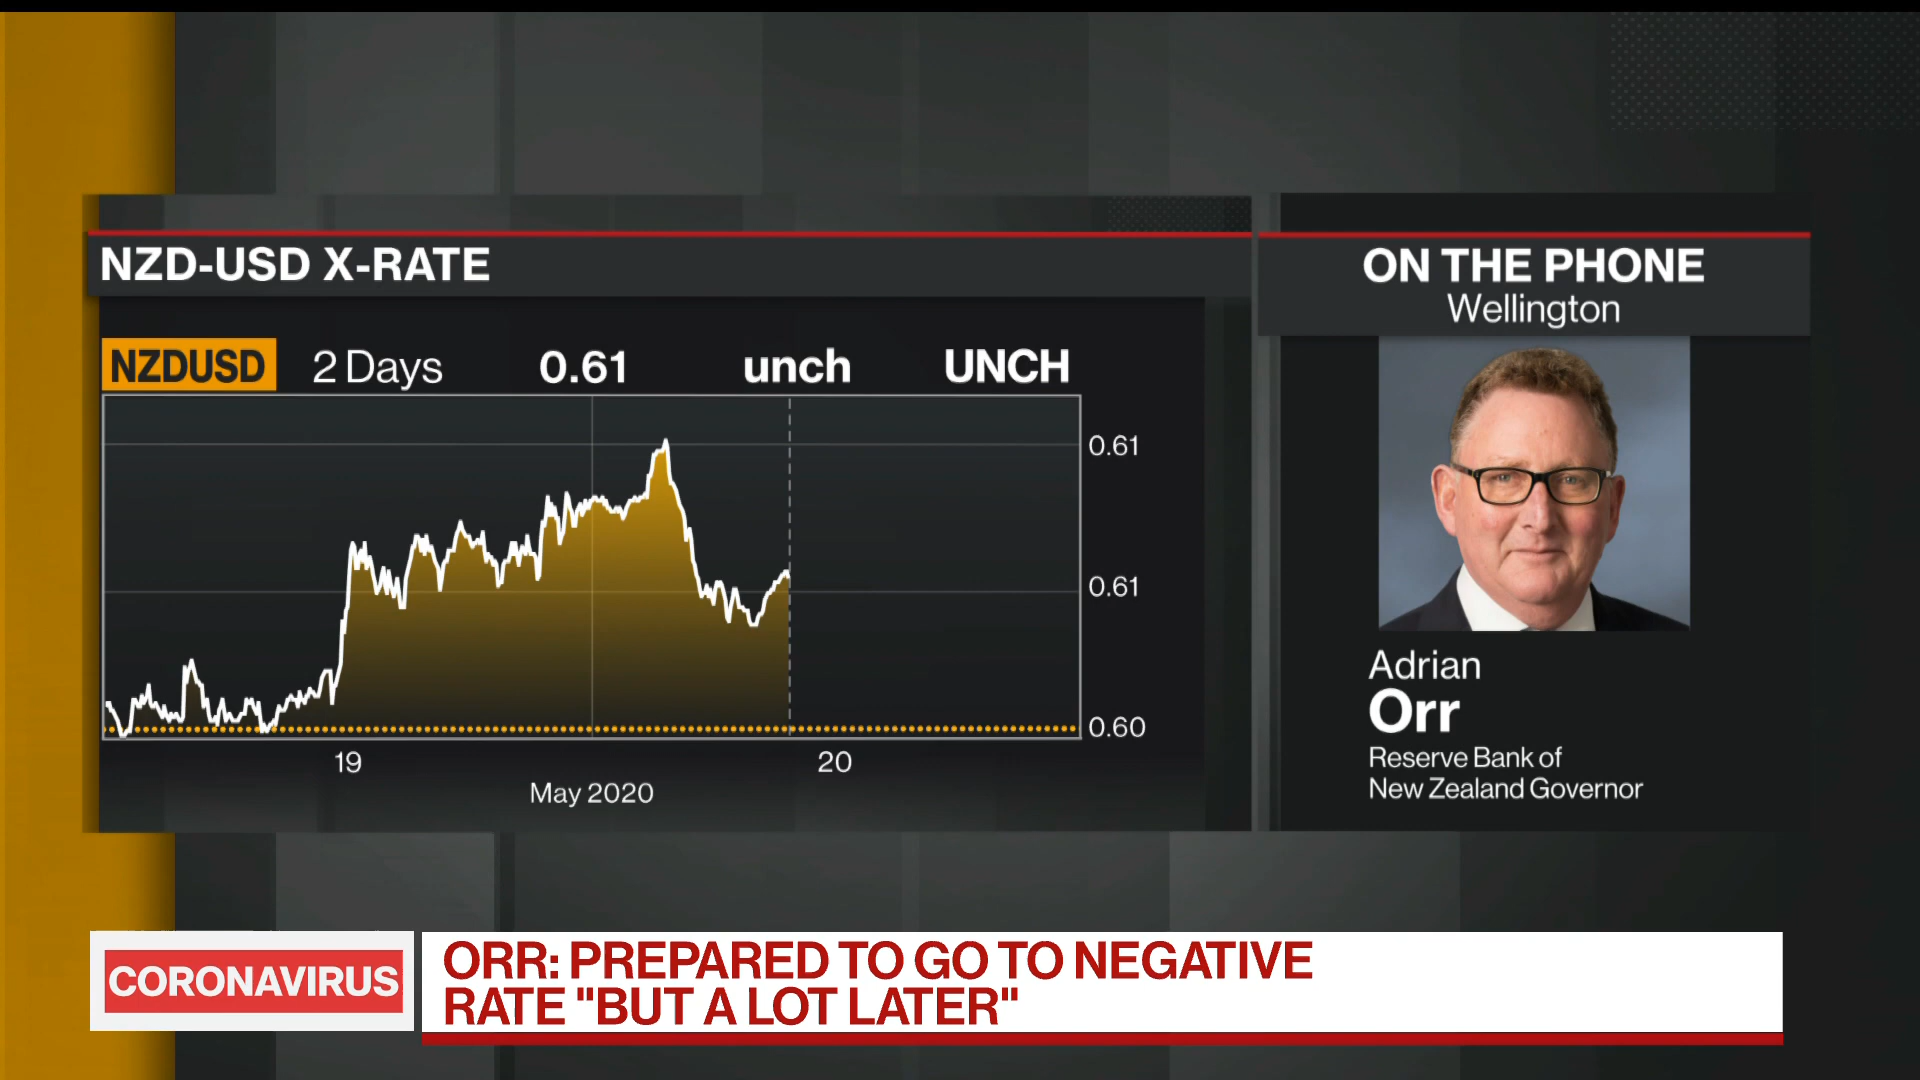 NZD-USD X-RATE
NZDUSD 2 Days 0.61 unch UNCH
0.61
0.61
0.60
19 20
May 2020
ON THE PHONE
Wellington
Adrian
Orr
Reserve Bank of
New Zealand Governor
CORONAVIRUS
ORR: PREPARED TO GO TO NEGATIVE
RATE "BUT A LOT LATER"